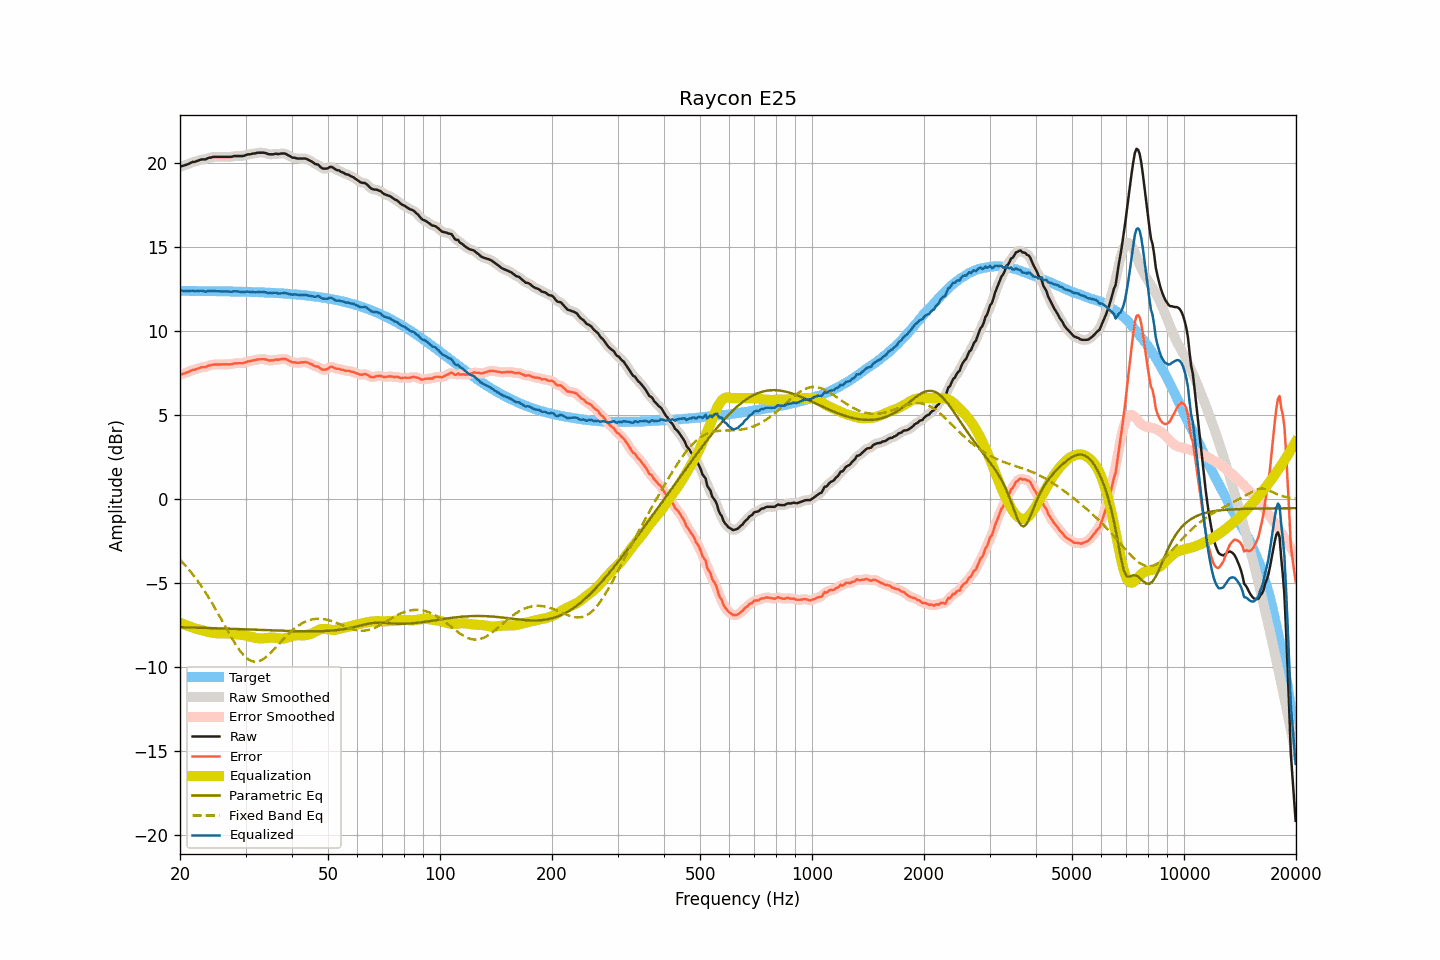 Raycon E25
Amplitude (dBr)
20
15
10
5
0
−5
−10
−15
−20
Target
Raw Smoothed
Error Smoothed
Raw
Error
Equalization
Parametric Eq
Fixed Band Eq
Equalized
20 50 100 200 500 1000 2000 5000 10000 20000
Frequency (Hz)